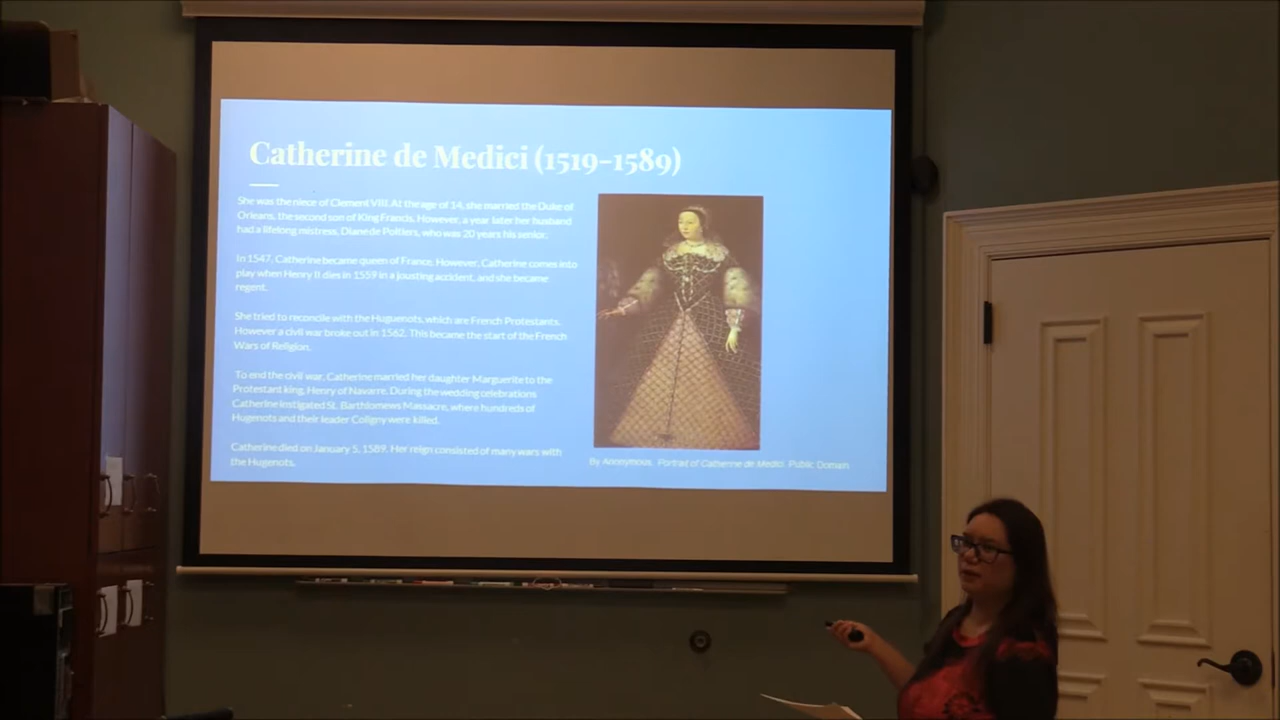 Catherine de Medici (1519-1589)
She was the niece of Clement VIII. At the age of 14, she married the Duke of
Orleans, the second son of King Francis. However, a year later her husband
had a lifelong mistress, Diane de Poitiers, who was 20 years his senior.
In 1547, Catherine became queen of France. However, Catherine comes into
play when Henry II dies in 1559 in a jousting accident, and she became
regent.
She tried to reconcile with the Huguenots, which are French Protestants.
However a civil war broke out in 1562. This became the start of the French
Wars of Religion.
To end the civil war, Catherine married her daughter Marguerite to the
Protestant king, Henry of Navarre. During the wedding celebrations
Catherine instigated St. Barthlomews Massacre, where hundreds of
Hugenots and their leader Coligny were killed.
Catherine died on January 5, 1589. Her reign consisted of many wars with
the Hugenots.
By Anonymous, Portrait of Catherine de Medici. Public Domain